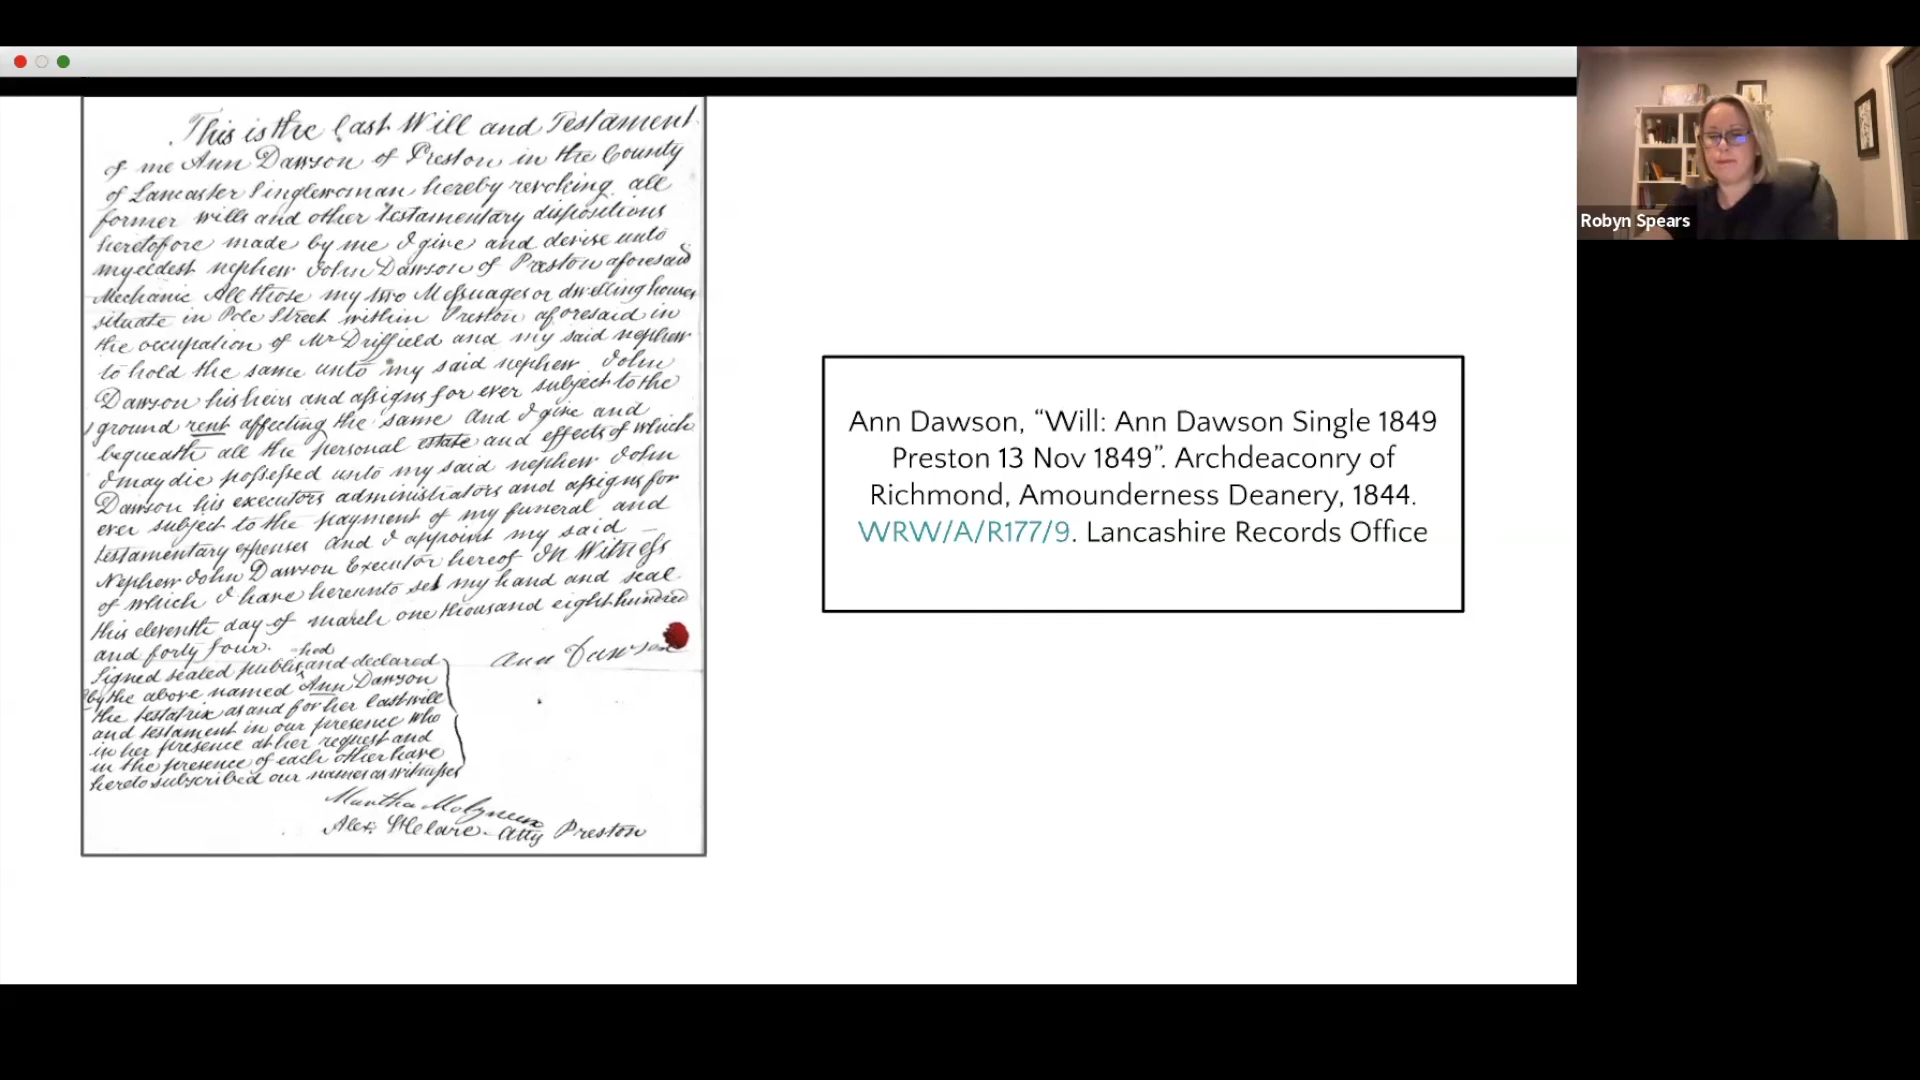 This is the last Will and Testament
of me Ann Dawson of Preston in the County
of Lancaster Singlewoman hereby revoking all
former wills and other testamentary dispositions
heretofore made by me I give and devise unto
my eldest nephew John Dawson of Preston aforesaid
Mechanic All those my two Messuages or dwelling houses
situate in Pole Street within Preston aforesaid in
the occupation of Mr Driffield and my said nephew
to hold the same unto my said nephew John
Dawson his heirs and assigns for ever subject to the
ground rent affecting the same And I give and
bequeath all the personal estate and effects of which
I may die possessed unto my said nephew John
Dawson his executors administrators and assigns for
ever subject to the payment of my funeral and
testamentary expenses and I appoint my said
Nephew John Dawson Executor hereof In Witness
of which I have hereunto set my hand and seal
this eleventh day of march one thousand eight hundred
and forty four.
Ann Dawson
Signed sealed published and declared
by the above named Ann Dawson
the testatrix as and for her last will
and testament in our presence who
in her presence at her request and
in the presence of each other have
hereto subscribed our names as witnesses
Martha Molyneux
Alex. Atty Preston
Ann Dawson, “Will: Ann Dawson Single 1849
Preston 13 Nov 1849”. Archdeaconry of
Richmond, Amounderness Deanery, 1844.
WRW/A/R177/9. Lancashire Records Office
Robyn Spears